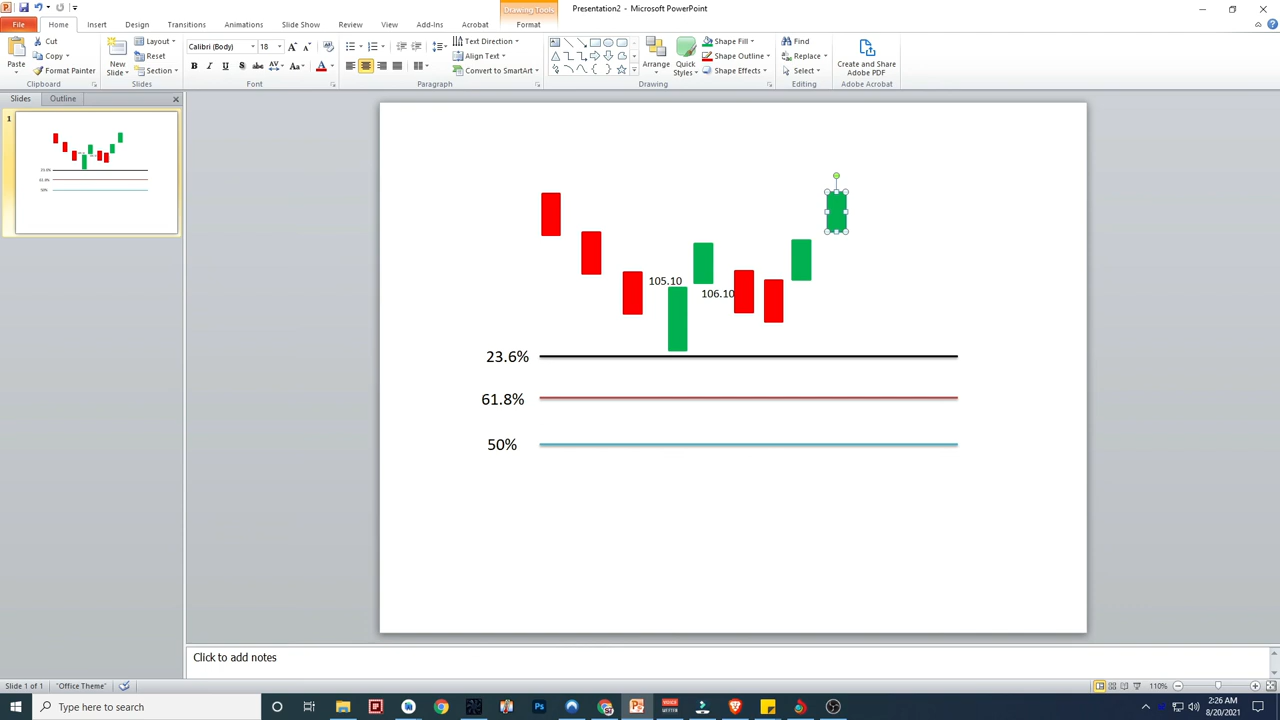 Drawing Tools
Presentation2 - Microsoft PowerPoint
File Home Insert Design Transitions Animations Slide Show Review View Add-Ins Acrobat Format
Paste
Cut
Copy
Format Painter
Clipboard
New
Slide
Layout
Reset
Section
Slides
Calibri (Body) 18
B I U S abc AV Aa A
Font
Text Direction
Align Text
Convert to SmartArt
Paragraph
Arrange
Quick
Styles
Shape Fill
Shape Outline
Shape Effects
Drawing
Find
Replace
Select
Editing
Create and Share
Adobe PDF
Adobe Acrobat
Slides Outline
1
105.10
106.10
23.6%
61.8%
50%
Click to add notes
Slide 1 of 1 "Office Theme" 110%
Type here to search
2:26 AM
8/20/2021